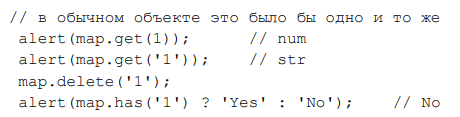 // в обычном объекте это было бы одно и то же
alert(map.get(1)); // num
alert(map.get('1')); // str
map.delete('1');
alert(map.has('1') ? 'Yes' : 'No'); // No